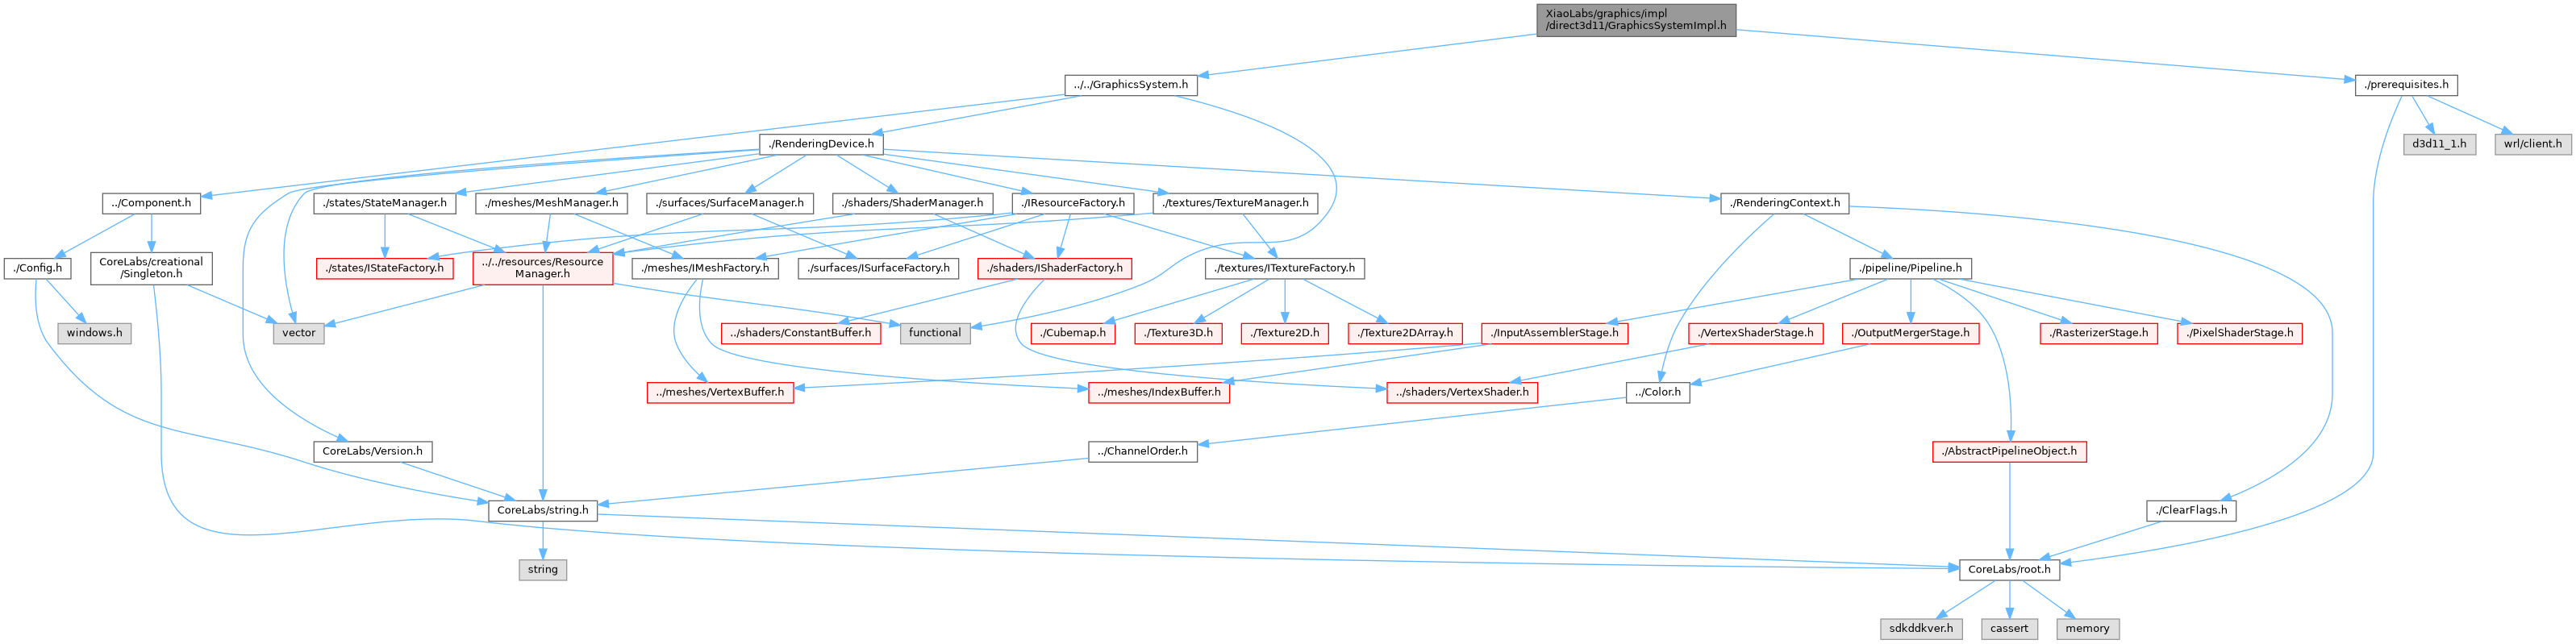 XiaoLabs/graphics/impl
/direct3d11/GraphicsSystemImpl.h
../../GraphicsSystem.h
./prerequisites.h
./RenderingDevice.h
d3d11_1.h
wrl/client.h
../Component.h
./states/StateManager.h
./meshes/MeshManager.h
./surfaces/SurfaceManager.h
./shaders/ShaderManager.h
./IResourceFactory.h
./textures/TextureManager.h
./RenderingContext.h
./Config.h
CoreLabs/creational
/Singleton.h
./states/IStateFactory.h
../../resources/Resource
Manager.h
./meshes/IMeshFactory.h
./surfaces/ISurfaceFactory.h
./shaders/IShaderFactory.h
./textures/ITextureFactory.h
./pipeline/Pipeline.h
windows.h
vector
../shaders/ConstantBuffer.h
functional
./Cubemap.h
./Texture3D.h
./Texture2D.h
./Texture2DArray.h
./InputAssemblerStage.h
./VertexShaderStage.h
./OutputMergerStage.h
./RasterizerStage.h
./PixelShaderStage.h
../meshes/VertexBuffer.h
../meshes/IndexBuffer.h
../shaders/VertexShader.h
../Color.h
CoreLabs/Version.h
../ChannelOrder.h
./AbstractPipelineObject.h
CoreLabs/string.h
./ClearFlags.h
string
CoreLabs/root.h
sdkddkver.h
cassert
memory